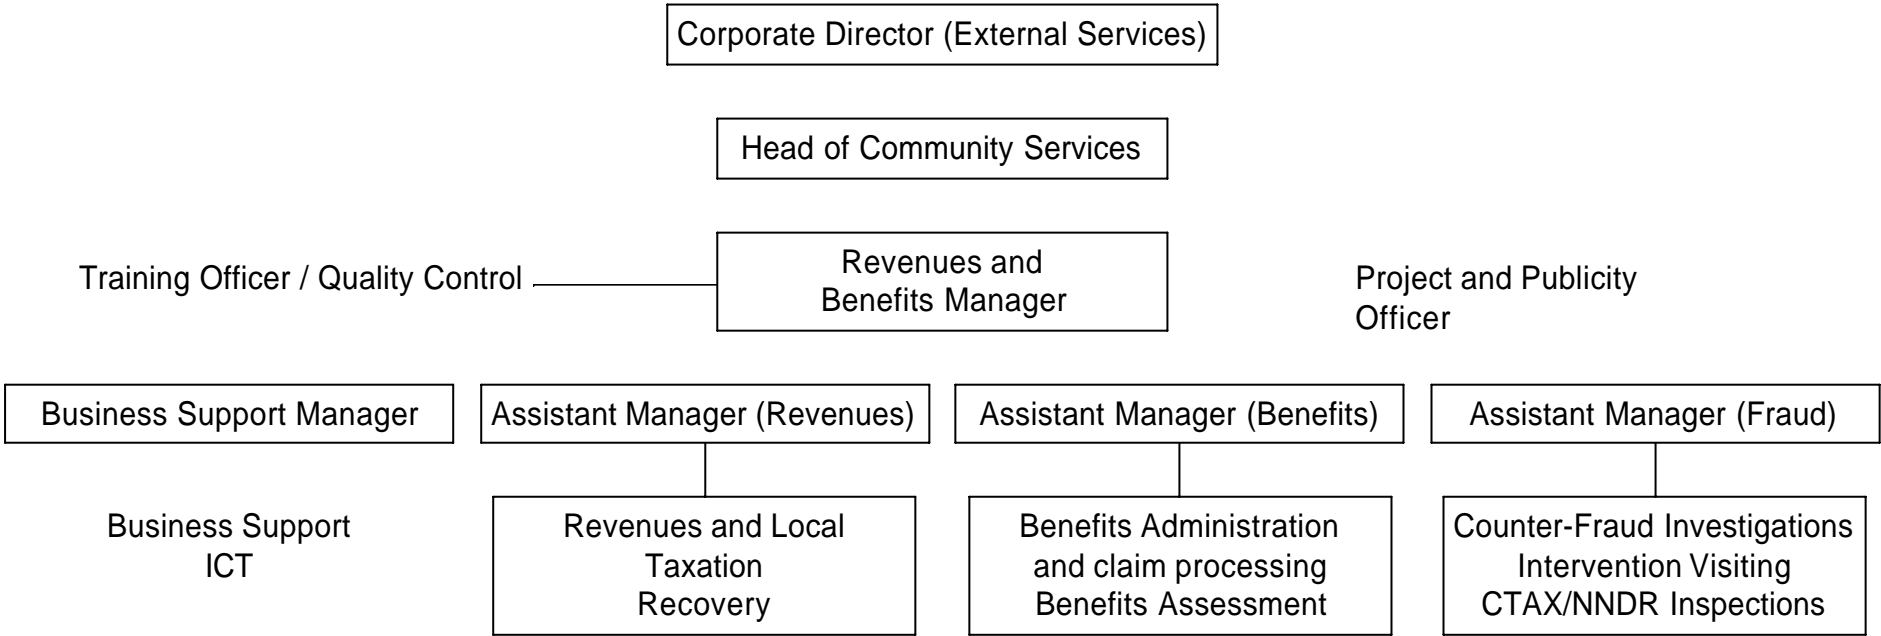 Corporate Director (External Services)
Head of Community Services
Training Officer / Quality Control
Revenues and
Benefits Manager
Project and Publicity
Officer
Business Support Manager
Assistant Manager (Revenues)
Assistant Manager (Benefits)
Assistant Manager (Fraud)
Business Support
ICT
Revenues and Local
Taxation
Recovery
Benefits Administration
and claim processing
Benefits Assessment
Counter-Fraud Investigations
Intervention Visiting
CTAX/NNDR Inspections